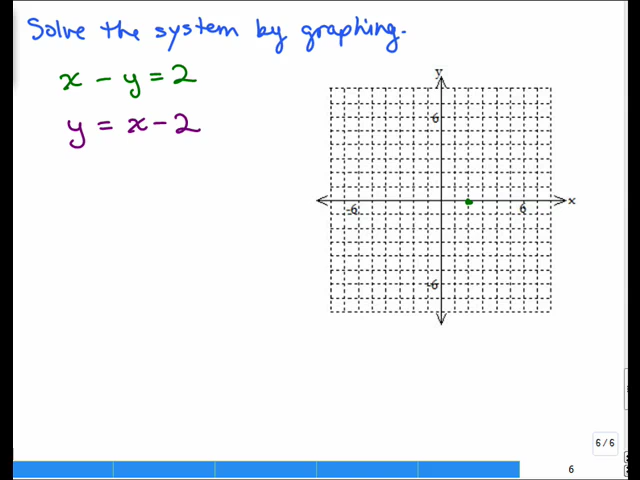 Solve the system by graphing.
x - y = 2
y = x - 2
y
6
x
-6
6
-6
6/6
6